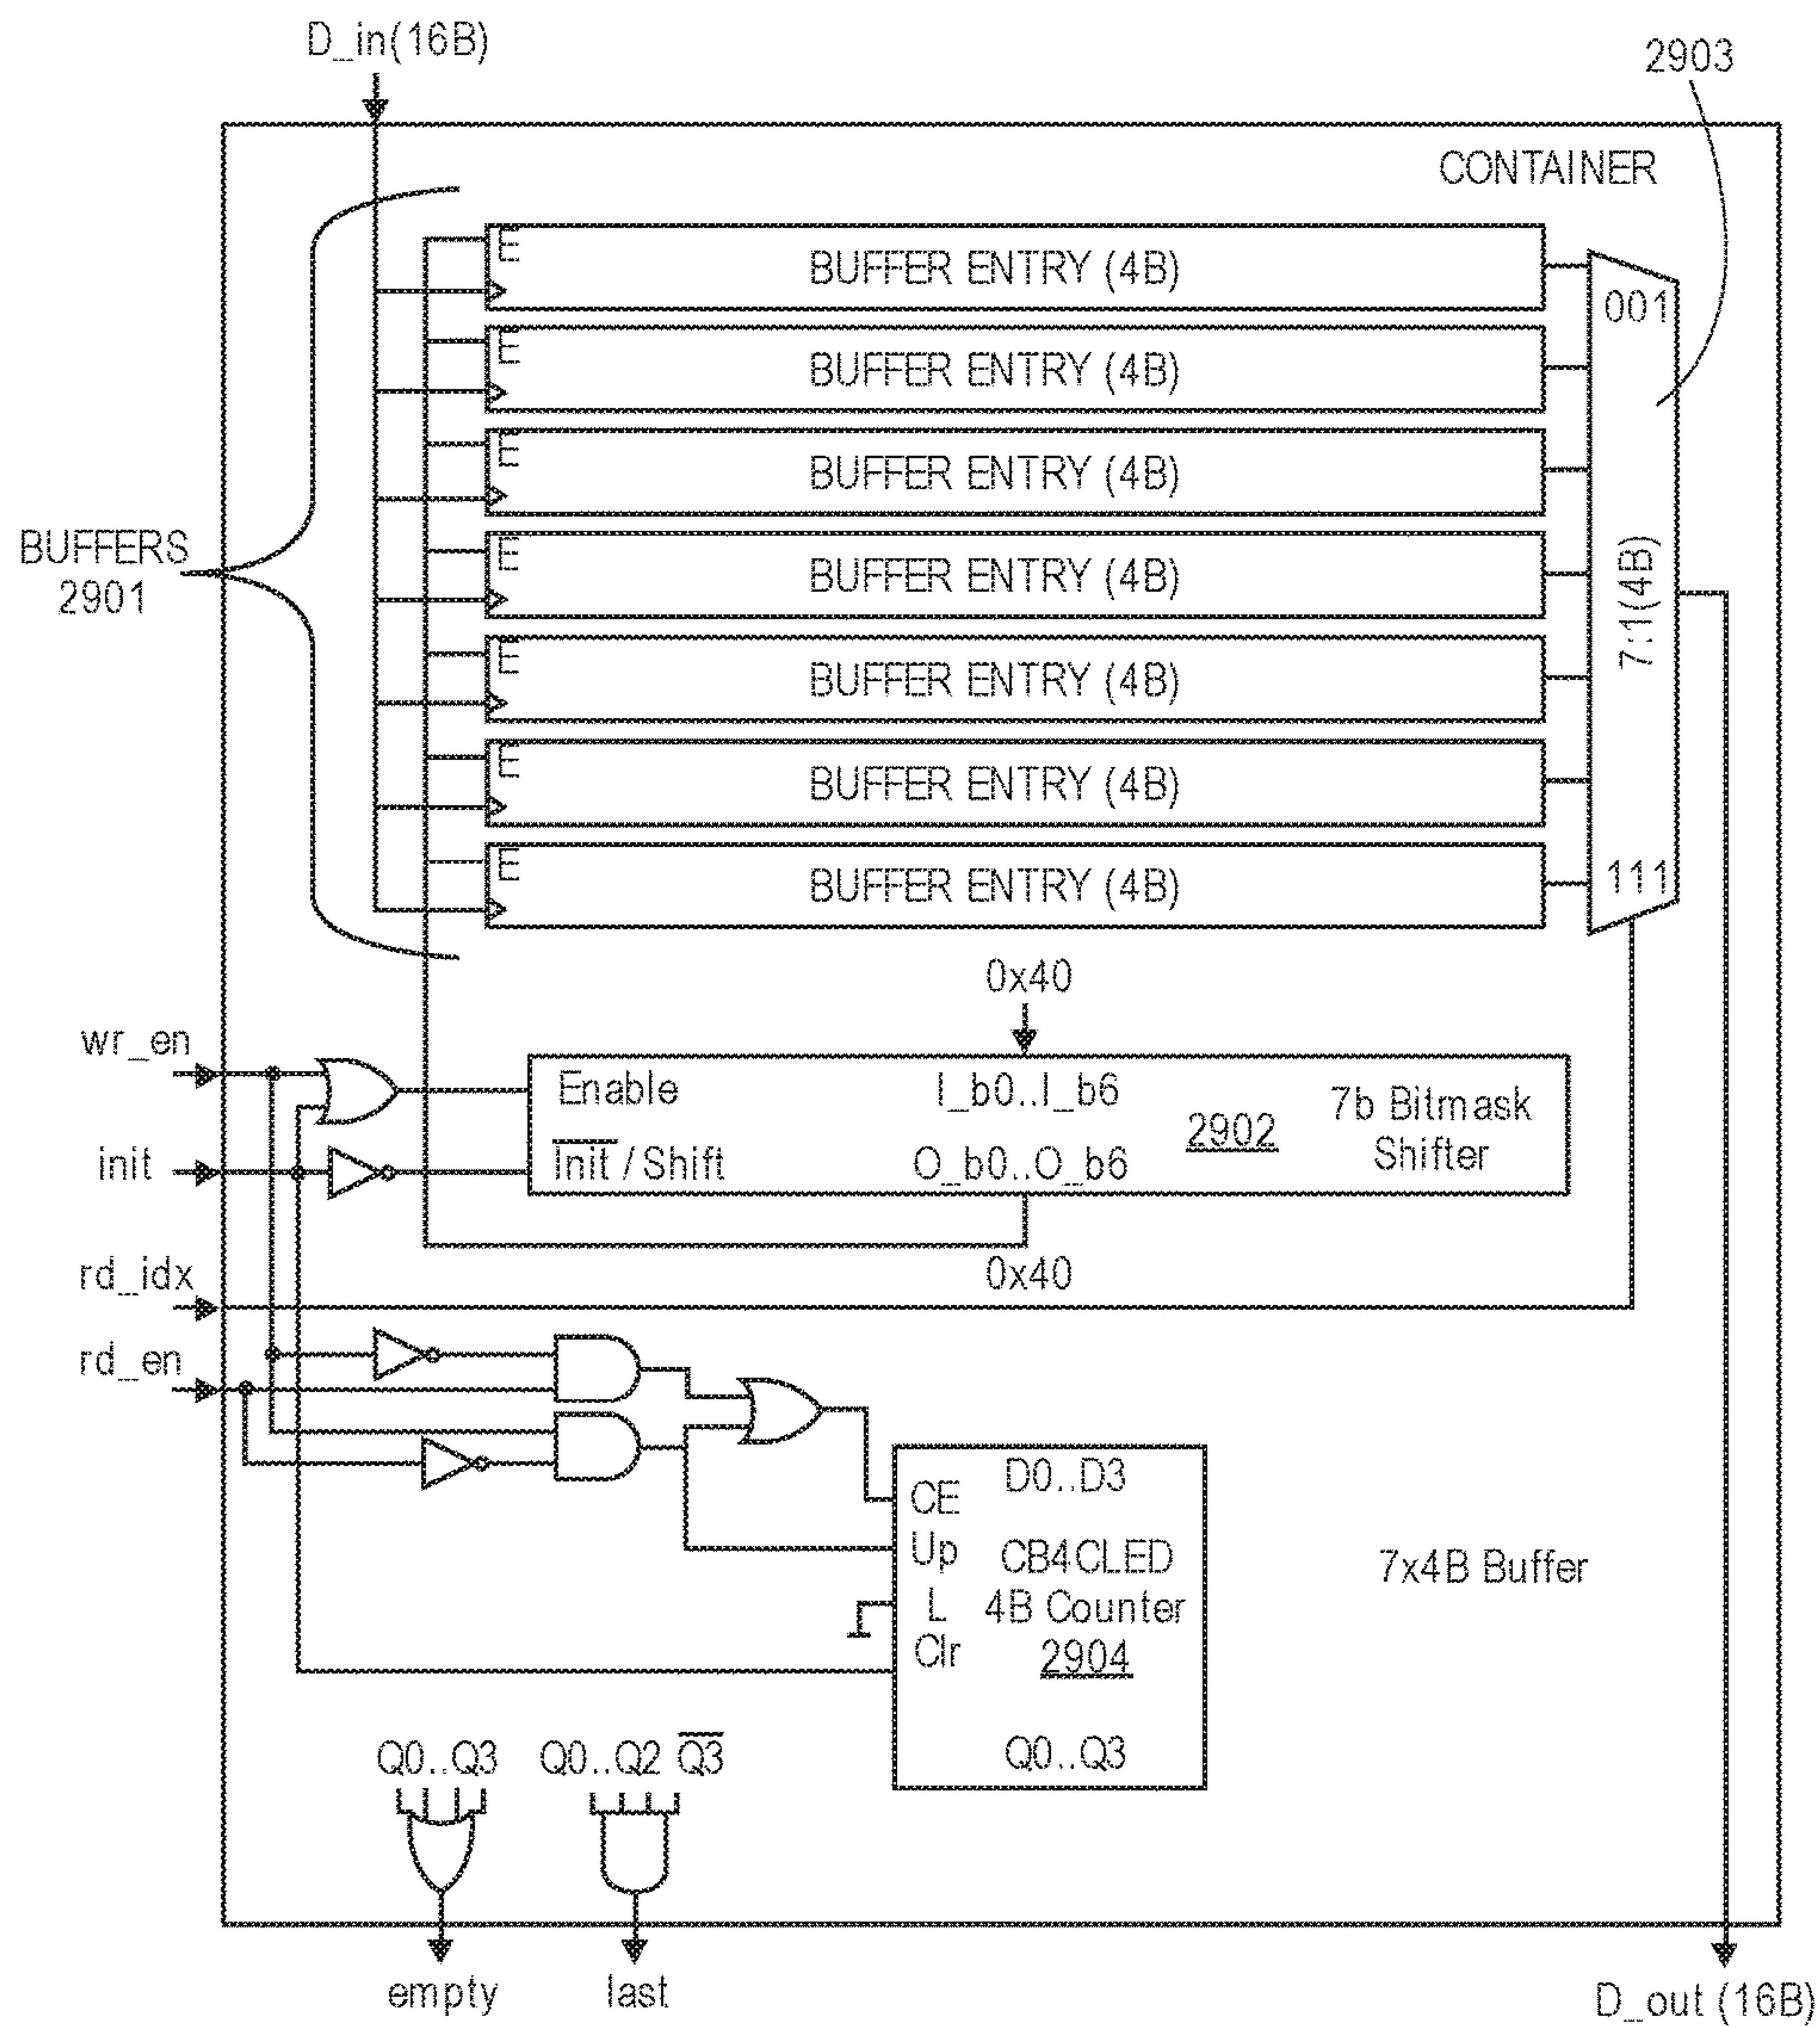 D_in(16B)
2903
CONTAINER
E
BUFFER ENTRY (4B)
001
E
BUFFER ENTRY (4B)
E
BUFFER ENTRY (4B)
BUFFERS
2901
E
BUFFER ENTRY (4B)
7:1(4B)
E
BUFFER ENTRY (4B)
E
BUFFER ENTRY (4B)
E
BUFFER ENTRY (4B)
111
0x40
wr_en
Enable
I_b0..I_b6
7b Bitmask
Shifter
2902
init
Init / Shift
O_b0..O_b6
rd_idx
0x40
rd_en
D0..D3
CE
Up
CB4CLED
7x4B Buffer
L
4B Counter
Clr
2904
Q0..Q3
Q0..Q3
Q0..Q2 Q3
empty
last
D_out (16B)